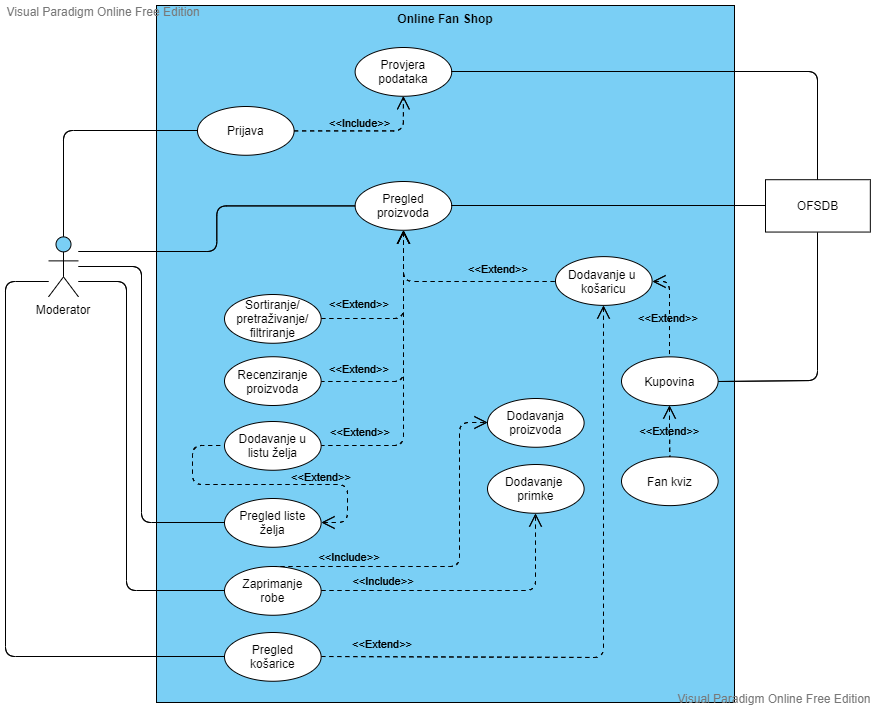 Visual Paradigm Online Free Edition
Online Fan Shop
Provjera
podataka
<<Include>>
Prijava
Pregled
proizvoda
OFSDB
Moderator
<<Extend>>
Dodavanje u
košaricu
Sortiranje/
pretraživanje/
filtriranje
<<Extend>>
<<Extend>>
Recenziranje
proizvoda
<<Extend>>
Kupovina
Dodavanje u
listu želja
<<Extend>>
Dodavanja
proizvoda
<<Extend>>
<<Extend>>
Fan kviz
Dodavanje
primke
Pregled liste
želja
<<Include>>
Zaprimanje
robe
<<Include>>
Pregled
košarice
<<Extend>>
Visual Paradigm Online Free Edition